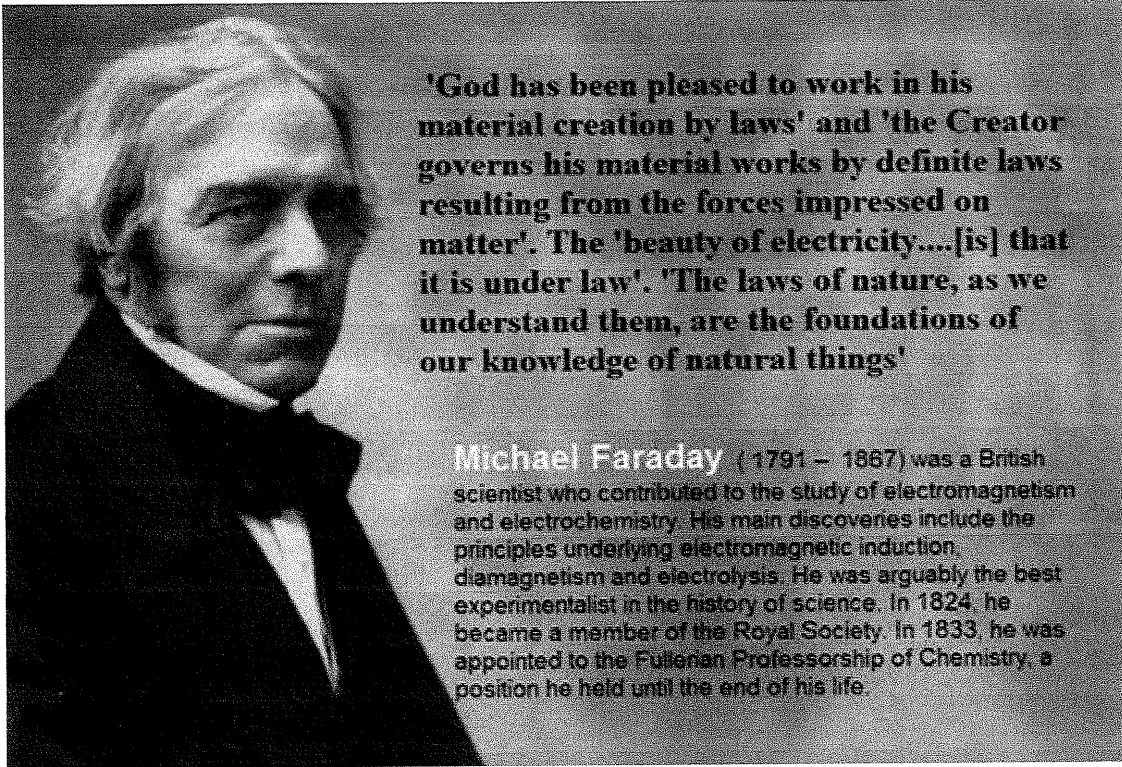 'God has been pleased to work in his
material creation by laws' and 'the Creator
governs his material works by definite laws
resulting from the forces impressed on
matter'. The 'beauty of electricity....[is] that
it is under law'. 'The laws of nature, as we
understand them, are the foundations of
our knowledge of natural things'
Michael Faraday ( 1791 – 1867) was a British
scientist who contributed to the study of electromagnetism
and electrochemistry. His main discoveries include the
principles underlying electromagnetic induction,
diamagnetism and electrolysis. He was arguably the best
experimentalist in the history of science. In 1824, he
became a member of the Royal Society. In 1833, he was
appointed to the Fullerian Professorship of Chemistry, a
position he held until the end of his life.